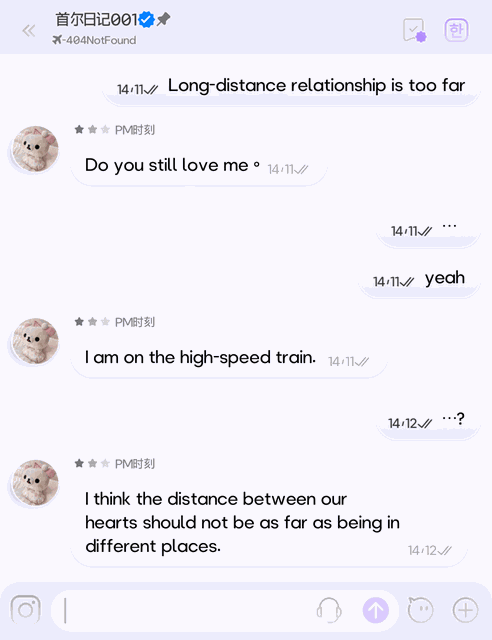 首尔日记001
✈-404NotFound
한
14:11 Long-distance relationship is too far
PM时刻
Do you still love me。 14:11
14:11 ···
14:11 yeah
PM时刻
I am on the high-speed train. 14:11
14:12 ···?
PM时刻
I think the distance between our
hearts should not be as far as being in
different places. 14:12